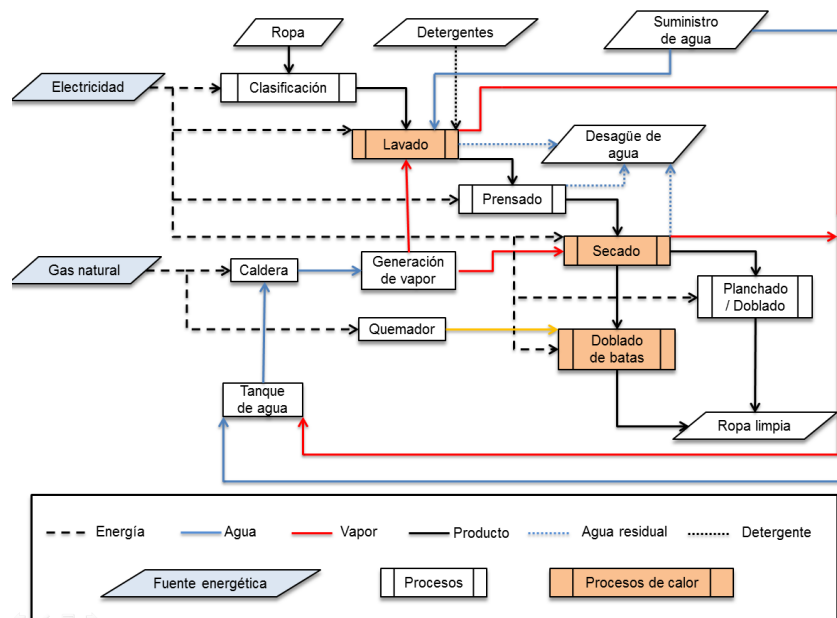 Ropa
Detergentes
Suministro
de agua
Electricidad
Clasificación
Lavado
Desagüe de
agua
Prensado
Gas natural
Caldera
Generación
de vapor
Secado
Planchado
/ Doblado
Quemador
Doblado
de batas
Tanque
de agua
Ropa limpia
Energía
Agua
Vapor
Producto
Agua residual
Detergente
Fuente energética
Procesos
Procesos de calor